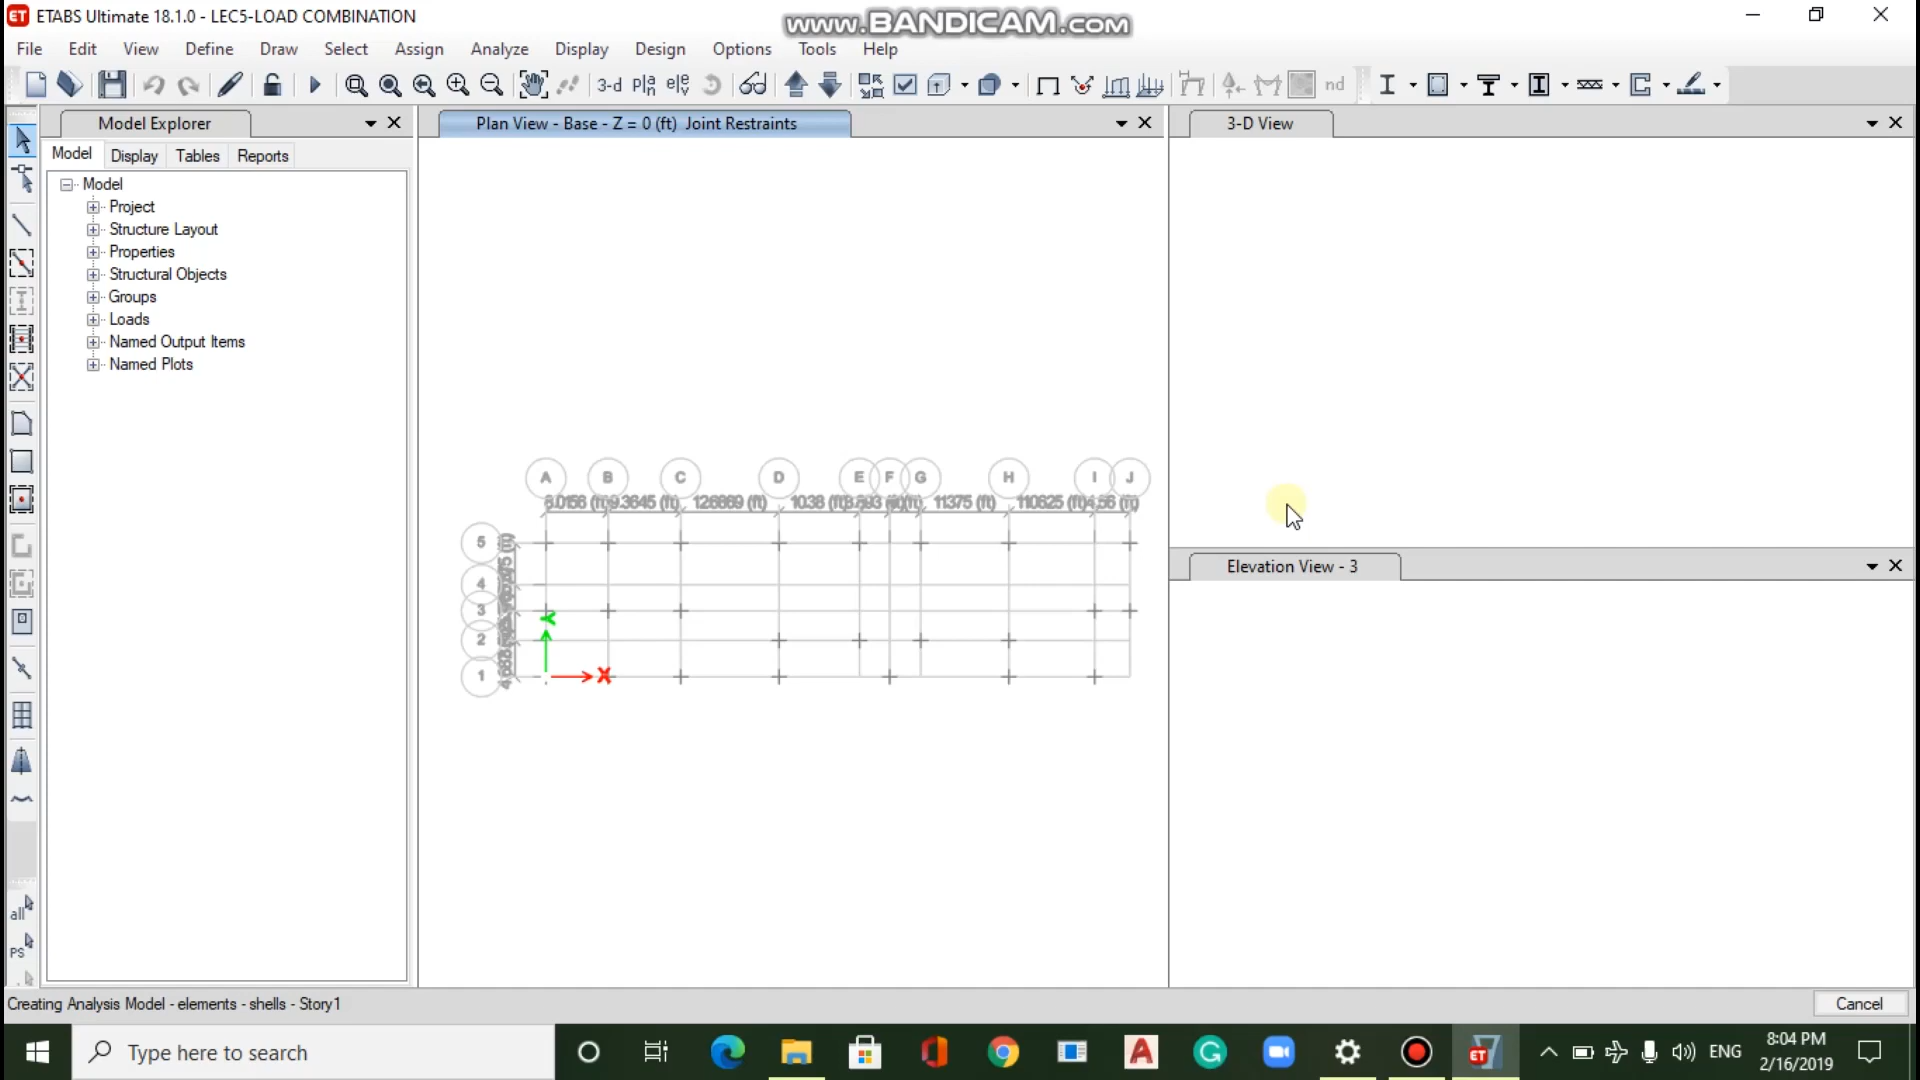 ETABS Ultimate 18.1.0 - LEC5-LOAD COMBINATION
www.BANDICAM.com
File Edit View Define Draw Select Assign Analyze Display Design Options Tools Help
3-d nd
Model Explorer
Plan View - Base - Z = 0 (ft) Joint Restraints
3-D View
Model Display Tables Reports
Model
Project
Structure Layout
Properties
Structural Objects
Groups
Loads
Named Output Items
Named Plots
A B C D E F G H I J
5
4
3
2
1
Y
X
Elevation View - 3
all
PS
Creating Analysis Model - elements - shells - Story1
Cancel
Type here to search
ENG
8:04 PM
2/16/2019